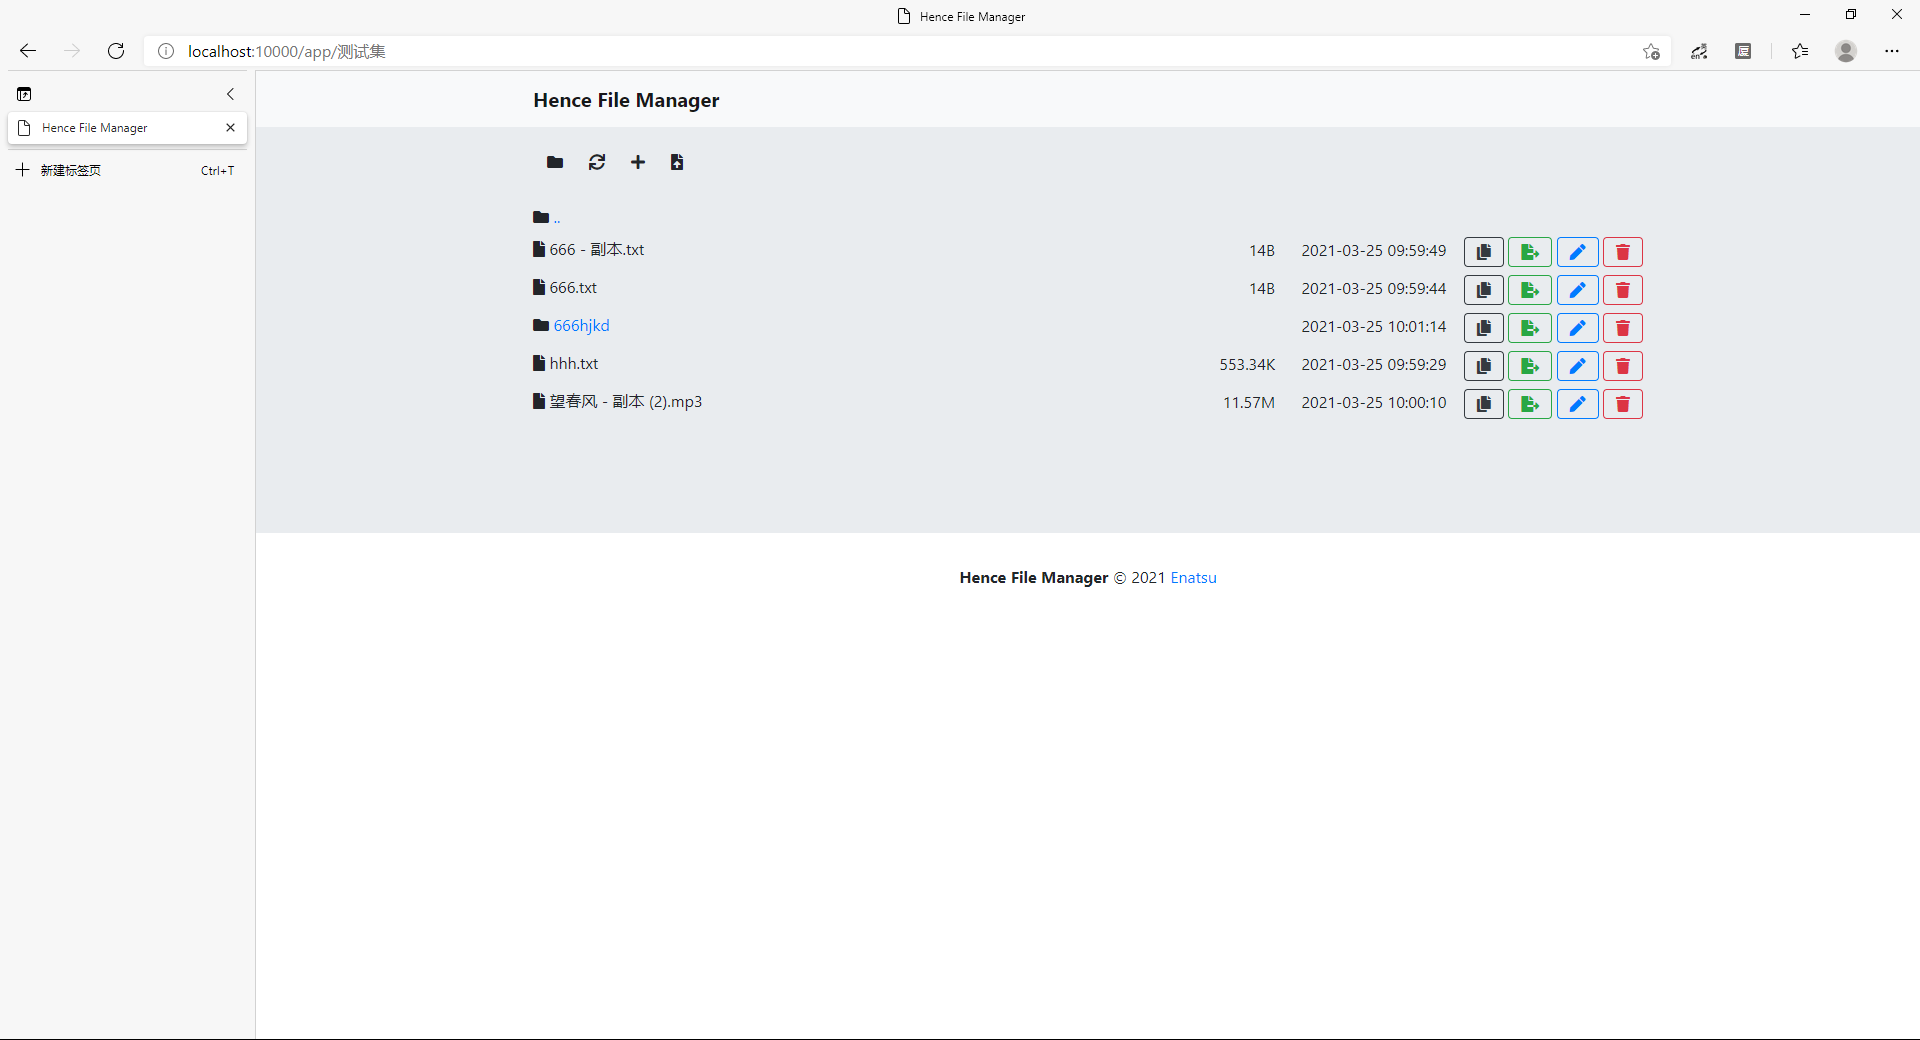 Hence File Manager
localhost:10000/app/测试集
Hence File Manager
新建标签页 Ctrl+T
Hence File Manager
..
666 - 副本.txt 14B 2021-03-25 09:59:49
666.txt 14B 2021-03-25 09:59:44
666hjkd 2021-03-25 10:01:14
hhh.txt 553.34K 2021-03-25 09:59:29
望春风 - 副本 (2).mp3 11.57M 2021-03-25 10:00:10
Hence File Manager © 2021 Enatsu